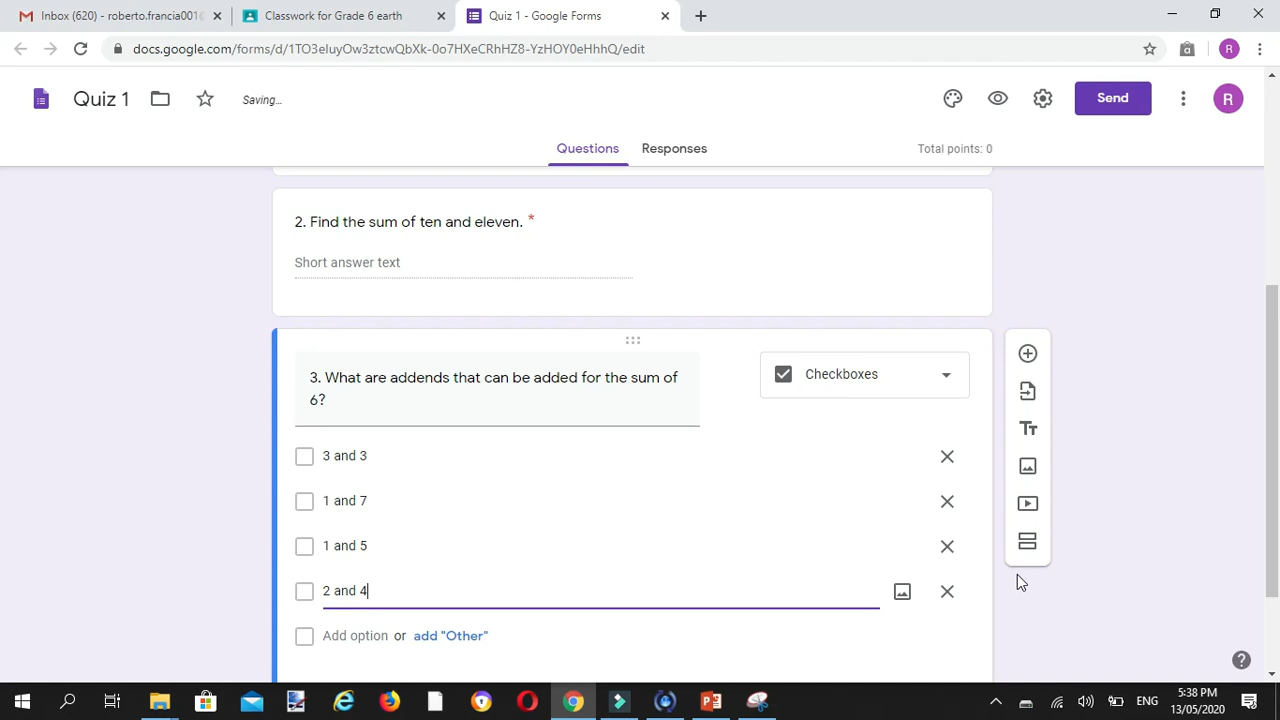 Inbox (620) - roberto.francia001@
Classwork for Grade 6 earth
Quiz 1 - Google Forms
docs.google.com/forms/d/1TO3eluyOw3ztcwQbXk-0o7HXeCRhHZ8-YzHOY0eHhhQ/edit
R
Quiz 1
Saving...
Send
R
Questions
Responses
Total points: 0
2. Find the sum of ten and eleven. *
Short answer text
3. What are addends that can be added for the sum of
6?
Checkboxes
3 and 3
1 and 7
1 and 5
2 and 4
Add option or add "Other"
5:38 PM
ENG
13/05/2020